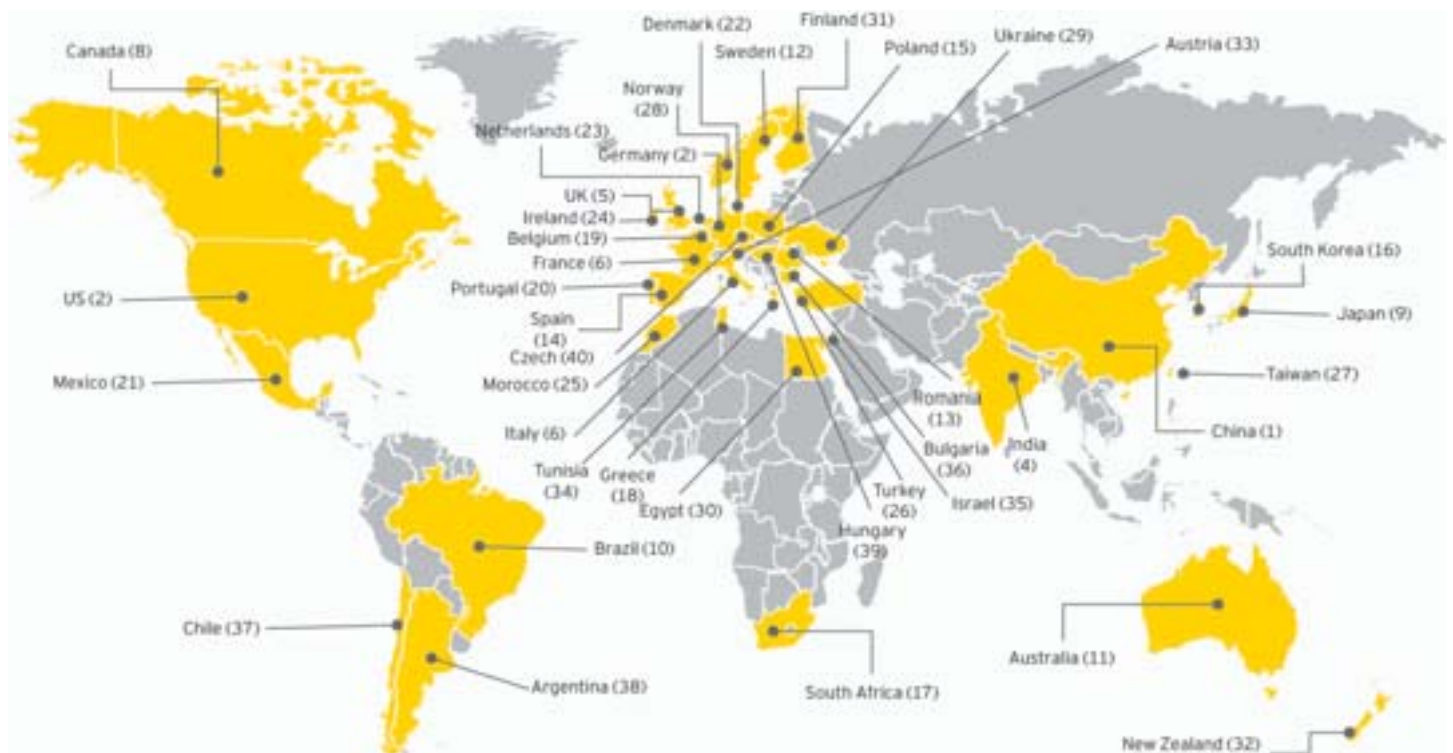 Canada (8)
Denmark (22)
Finland (31)
Sweden (12)
Poland (15)
Ukraine (29)
Austria (33)
Norway
(28)
Netherlands (23)
Germany (2)
UK (5)
Ireland (24)
Belgium (19)
France (6)
Portugal (20)
Spain
(14)
Czech (40)
Morocco (25)
Italy (6)
Tunisia
(34)
Greece
(18)
Egypt (30)
US (2)
Mexico (21)
South Korea (16)
Japan (9)
Taiwan (27)
China (1)
India
(4)
Romania
(13)
Bulgaria
(36)
Israel (35)
Turkey
(26)
Hungary
(39)
Brazil (10)
Chile (37)
Argentina (38)
South Africa (17)
Australia (11)
New Zealand (32)